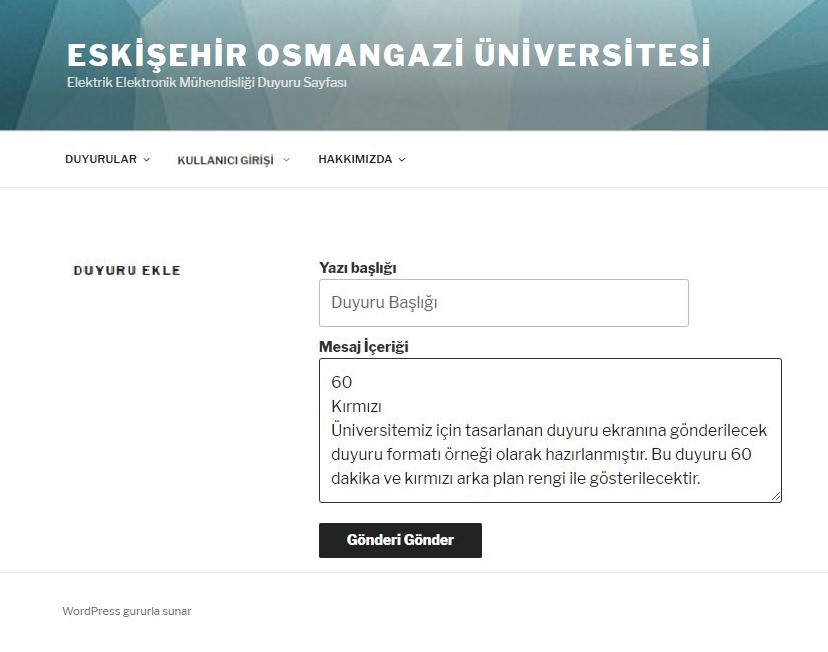 ESKİŞEHİR OSMANGAZİ ÜNİVERSİTESİ
Elektrik Elektronik Mühendisliği Duyuru Sayfası
DUYURULAR
KULLANICI GİRİŞİ
HAKKIMIZDA
DUYURU EKLE
Yazı başlığı
Duyuru Başlığı
Mesaj İçeriği
60
Kırmızı
Üniversitemiz için tasarlanan duyuru ekranına gönderilecek
duyuru formatı örneği olarak hazırlanmıştır. Bu duyuru 60
dakika ve kırmızı arka plan rengi ile gösterilecektir.
Gönderi Gönder
WordPress gururla sunar